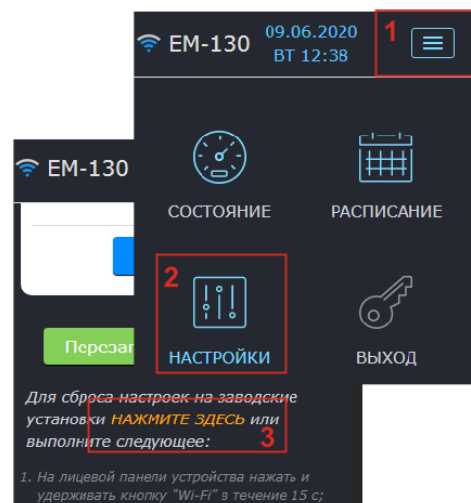 EM-130
09.06.2020
ВТ 12:38
1
СОСТОЯНИЕ
РАСПИСАНИЕ
2
НАСТРОЙКИ
ВЫХОД
EM-130
Для сброса настроек на заводские
установки НАЖМИТЕ ЗДЕСЬ или
выполните следующее:
3
1. На лицевой панели устройства нажать и
удерживать кнопку "Wi-Fi" в течение 15 с;